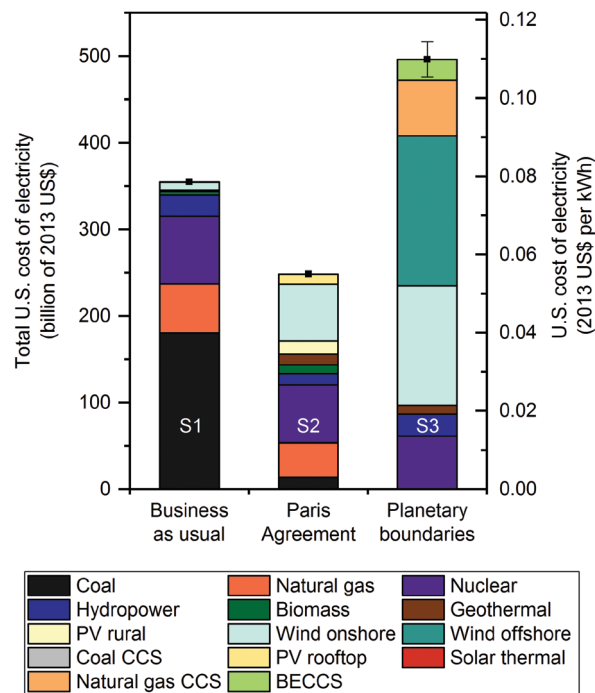 Total U.S. cost of electricity
(billion of 2013 US$)
500
400
300
200
100
0
S1
S2
S3
0.12
0.10
0.08
0.06
0.04
0.02
0.00
U.S. cost of electricity
(2013 US$ per kWh)
Business
as usual
Paris
Agreement
Planetary
boundaries
Coal
Natural gas
Nuclear
Hydropower
Biomass
Geothermal
PV rural
Wind onshore
Wind offshore
Coal CCS
PV rooftop
Solar thermal
Natural gas CCS
BECCS